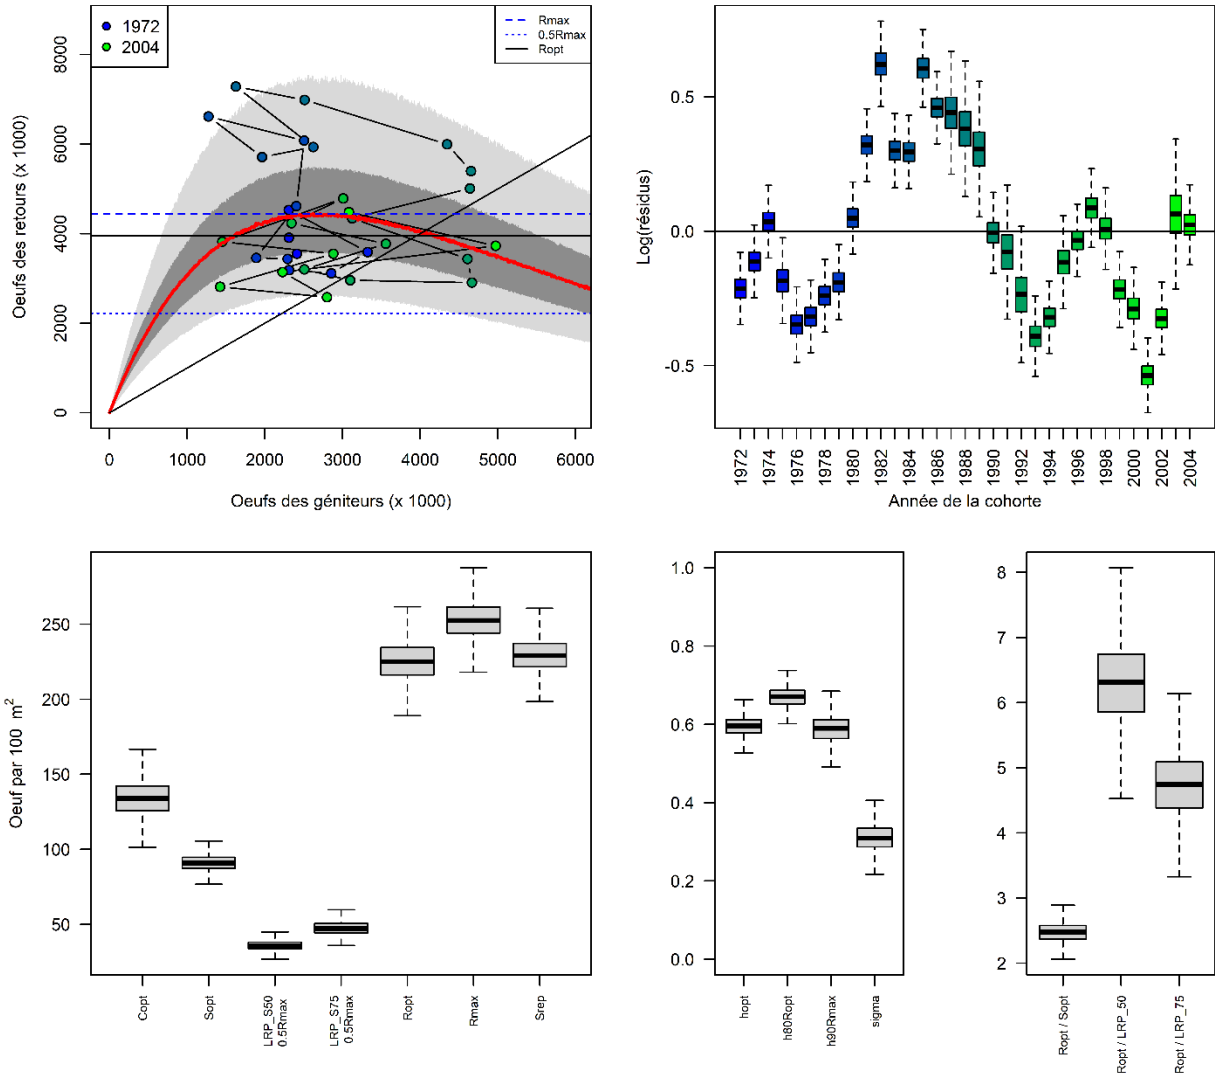 1972
2004
Rmax
0.5Rmax
Ropt
Oeufs des retours (x 1000)
8000
6000
4000
2000
0
0 1000 2000 3000 4000 5000 6000
Oeufs des géniteurs (x 1000)
Log(résidus)
0.5
0.0
-0.5
1972 1974 1976 1978 1980 1982 1984 1986 1988 1990 1992 1994 1996 1998 2000 2002 2004
Année de la cohorte
Oeuf par 100 m²
250
200
150
100
50
Copt
Sopt
LRP_S50
0.5Rmax
LRP_S75
0.5Rmax
Ropt
Rmax
Srep
1.0
0.8
0.6
0.4
0.2
0.0
hopt
h80Ropt
h90Rmax
sigma
8
7
6
5
4
3
2
Ropt / Sopt
Ropt / LRP_50
Ropt / LRP_75